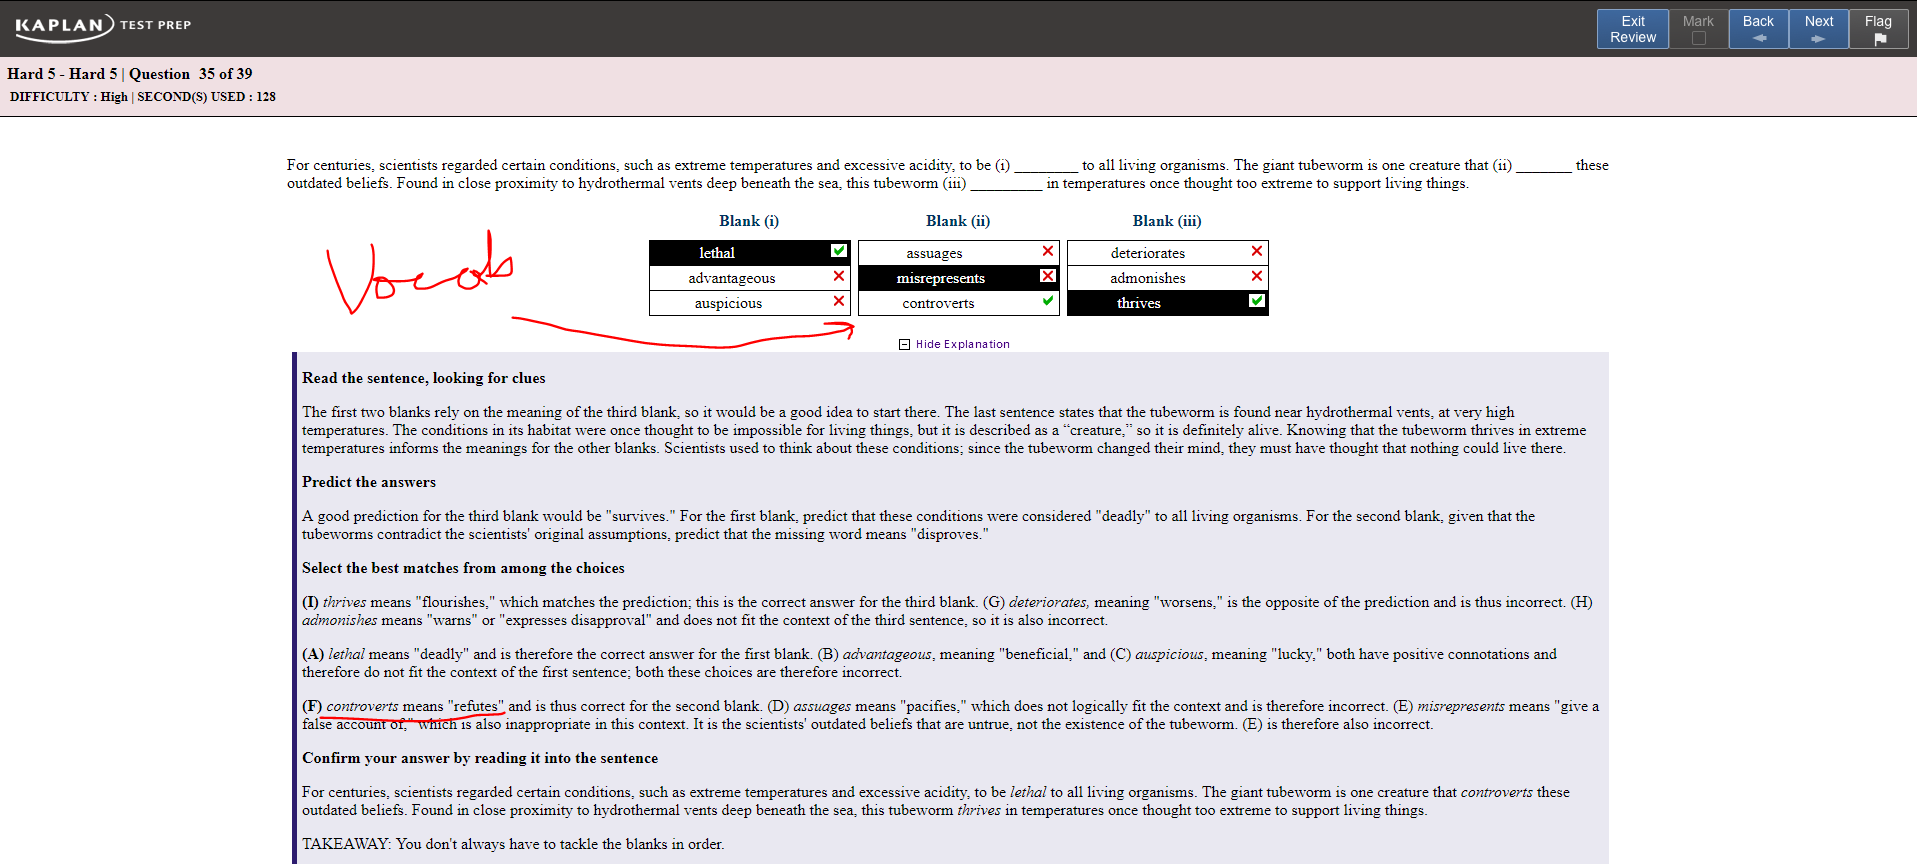 KAPLAN TEST PREP
Exit Review
Mark
Back
Next
Flag
Hard 5 - Hard 5 | Question 35 of 39
DIFFICULTY : High | SECOND(S) USED : 128
For centuries, scientists regarded certain conditions, such as extreme temperatures and excessive acidity, to be (i) ________ to all living organisms. The giant tubeworm is one creature that (ii) _______ these
outdated beliefs. Found in close proximity to hydrothermal vents deep beneath the sea, this tubeworm (iii) _________ in temperatures once thought too extreme to support living things.
Blank (i) Blank (ii) Blank (iii)
lethal assuages deteriorates
advantageous misrepresents admonishes
auspicious controverts thrives
Vocab
Hide Explanation
Read the sentence, looking for clues
The first two blanks rely on the meaning of the third blank, so it would be a good idea to start there. The last sentence states that the tubeworm is found near hydrothermal vents, at very high
temperatures. The conditions in its habitat were once thought to be impossible for living things, but it is described as a “creature,” so it is definitely alive. Knowing that the tubeworm thrives in extreme
temperatures informs the meanings for the other blanks. Scientists used to think about these conditions; since the tubeworm changed their mind, they must have thought that nothing could live there.
Predict the answers
A good prediction for the third blank would be "survives." For the first blank, predict that these conditions were considered "deadly" to all living organisms. For the second blank, given that the
tubeworms contradict the scientists' original assumptions, predict that the missing word means "disproves."
Select the best matches from among the choices
(I) thrives means "flourishes," which matches the prediction; this is the correct answer for the third blank. (G) deteriorates, meaning "worsens," is the opposite of the prediction and is thus incorrect. (H)
admonishes means "warns" or "expresses disapproval" and does not fit the context of the third sentence, so it is also incorrect.
(A) lethal means "deadly" and is therefore the correct answer for the first blank. (B) advantageous, meaning "beneficial," and (C) auspicious, meaning "lucky," both have positive connotations and
therefore do not fit the context of the first sentence; both these choices are therefore incorrect.
(F) controverts means "refutes" and is thus correct for the second blank. (D) assuages means "pacifies," which does not logically fit the context and is therefore incorrect. (E) misrepresents means "give a
false account of," which is also inappropriate in this context. It is the scientists' outdated beliefs that are untrue, not the existence of the tubeworm. (E) is therefore also incorrect.
Confirm your answer by reading it into the sentence
For centuries, scientists regarded certain conditions, such as extreme temperatures and excessive acidity, to be lethal to all living organisms. The giant tubeworm is one creature that controverts these
outdated beliefs. Found in close proximity to hydrothermal vents deep beneath the sea, this tubeworm thrives in temperatures once thought too extreme to support living things.
TAKEAWAY: You don't always have to tackle the blanks in order.